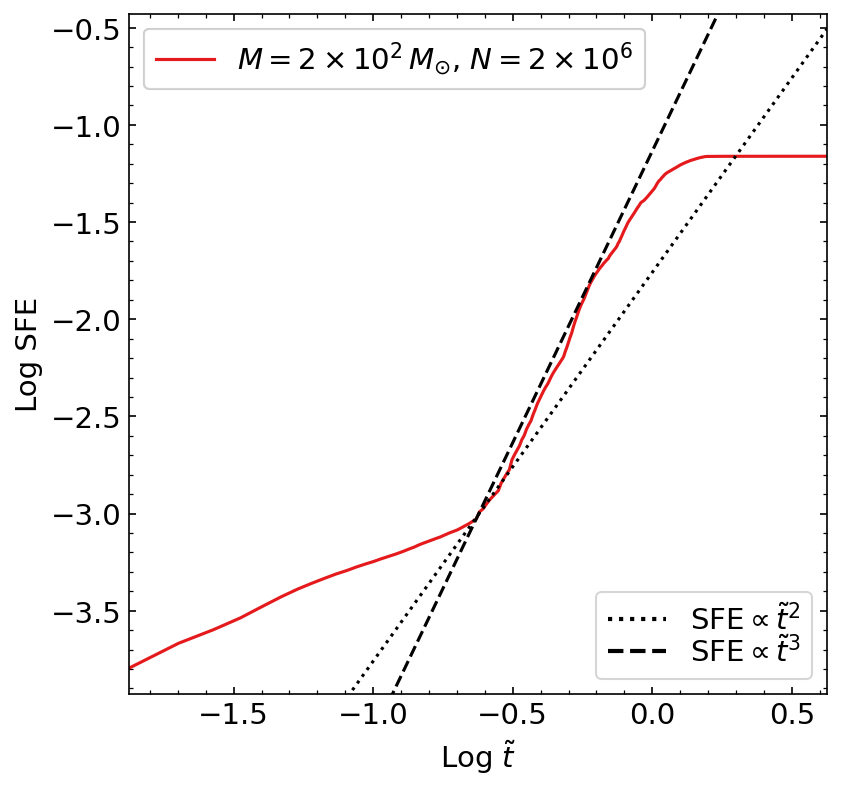 M = 2 × 10² M⊙, N = 2 × 10⁶
−0.5
−1.0
−1.5
−2.0
−2.5
−3.0
−3.5
Log SFE
SFE ∝ t̃²
SFE ∝ t̃³
−1.5 −1.0 −0.5 0.0 0.5
Log t̃